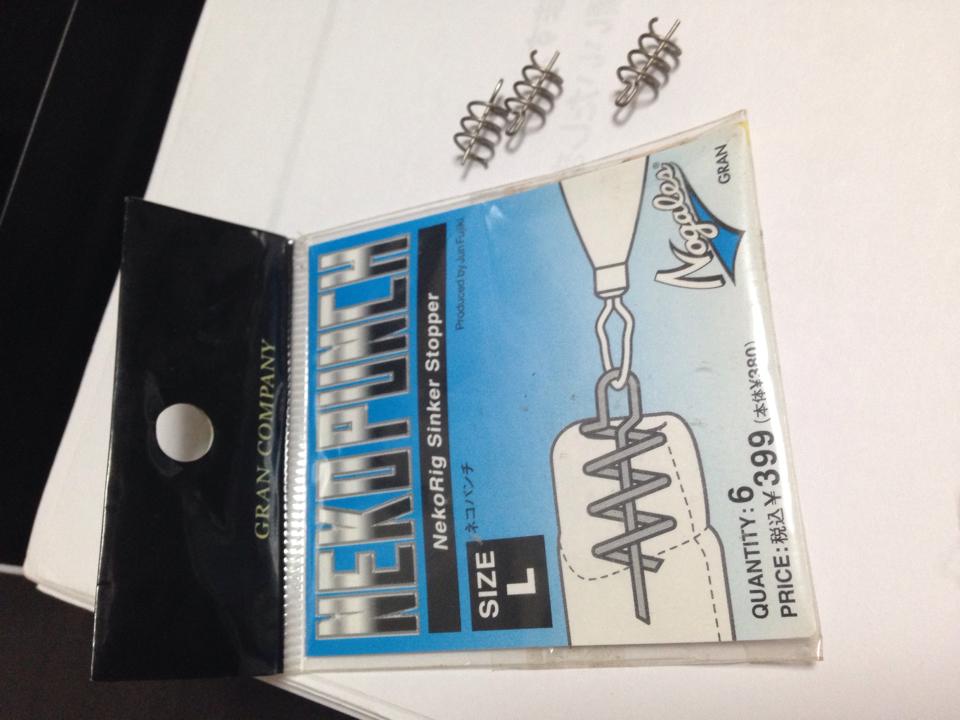 GRAN COMPANY
NEKOPUNCH
NekoRig Sinker Stopper
ネコパンチ
Produced by Jun Fujiki
SIZE
L
Nogales®
GRAN
QUANTITY:6
PRICE:税込¥399 (本体¥380)